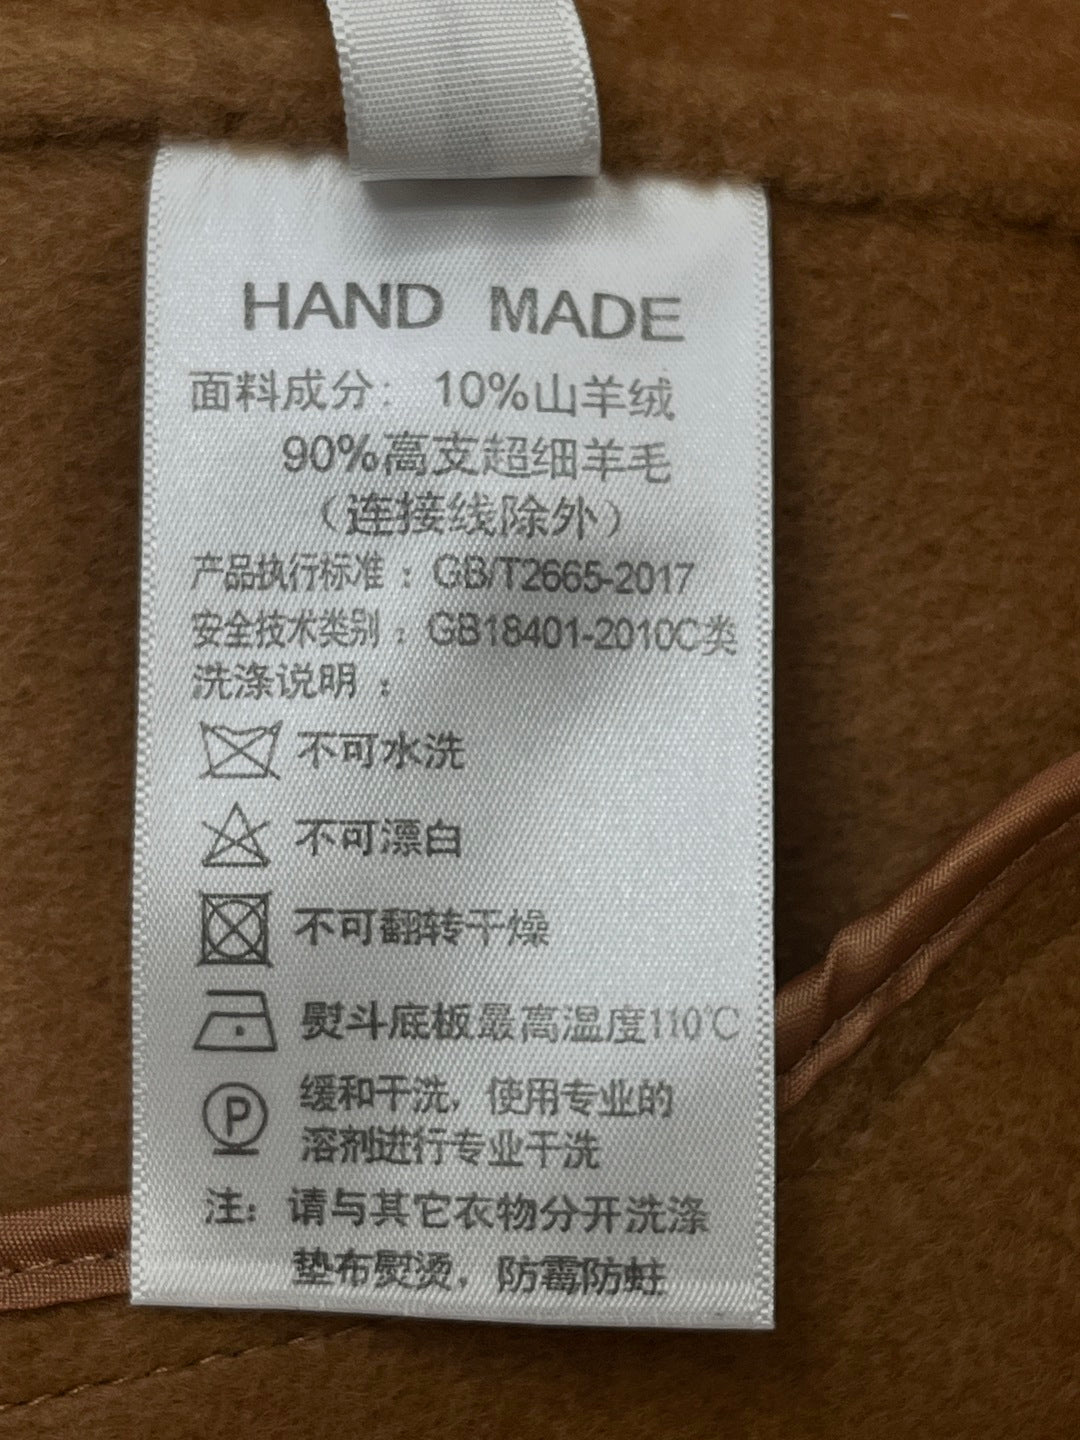 HAND MADE
面料成分: 10%山羊绒
90%高支超细羊毛
（连接线除外）
产品执行标准：GB/T2665-2017
安全技术类别：GB18401-2010C类
洗涤说明：
不可水洗
不可漂白
不可翻转干燥
熨斗底板最高温度110℃
P
缓和干洗，使用专业的
溶剂进行专业干洗
注：请与其它衣物分开洗涤
垫布熨烫，防霉防蛀